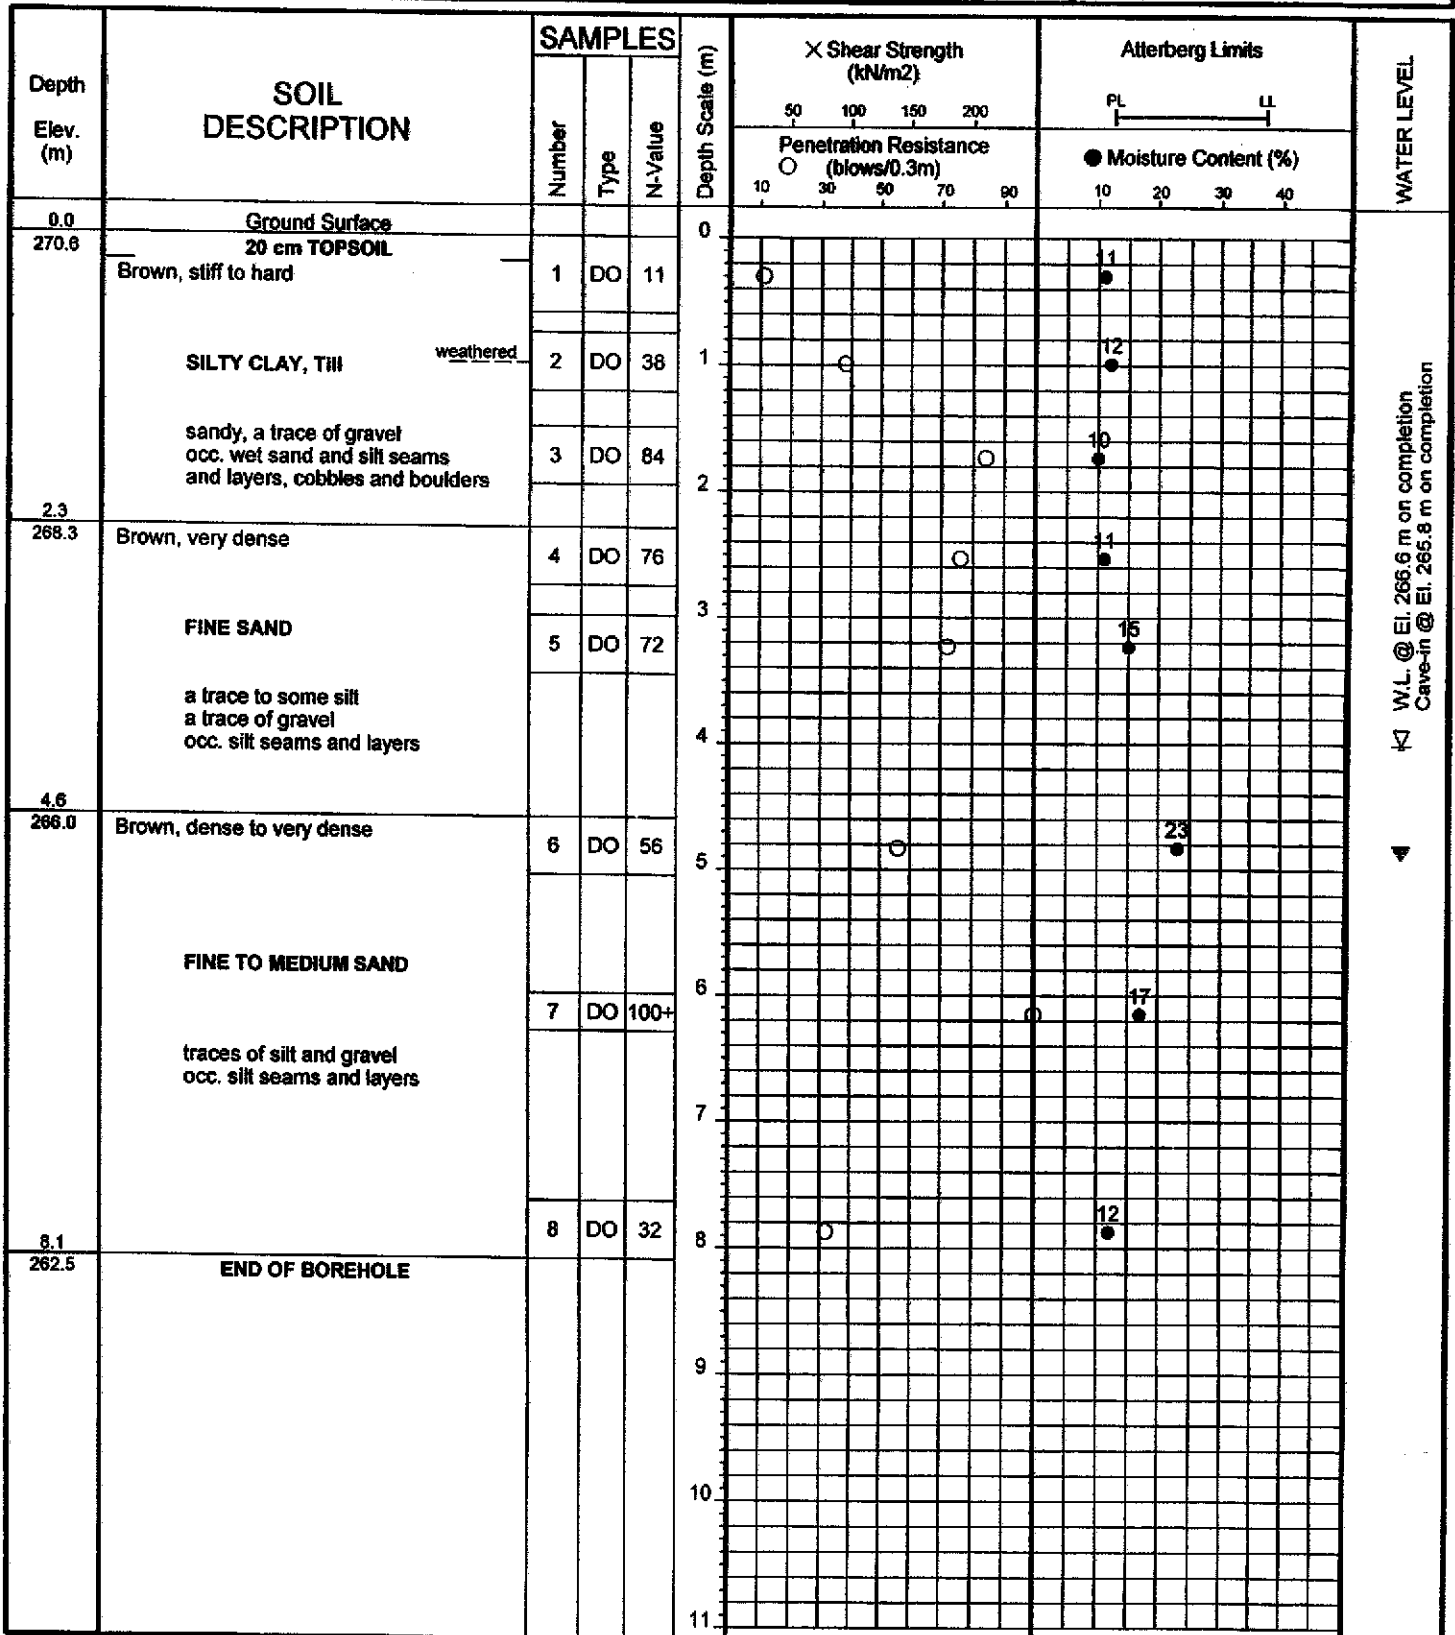 Depth
Elev.
(m)
SOIL
DESCRIPTION
SAMPLES
Number
Type
N-Value
Depth Scale (m)
× Shear Strength
(kN/m2)
50 100 150 200
Penetration Resistance
(blows/0.3m)
10 30 50 70 90
Atterberg Limits
PL LL
● Moisture Content (%)
10 20 30 40
WATER LEVEL
0.0
270.6
Ground Surface
20 cm TOPSOIL
Brown, stiff to hard
1 DO 11
0
11
SILTY CLAY, Till
weathered
2 DO 38
1
12
sandy, a trace of gravel
occ. wet sand and silt seams
and layers, cobbles and boulders
3 DO 84
10
2
2.3
268.3
Brown, very dense
4 DO 76
11
3
FINE SAND
5 DO 72
15
a trace to some silt
a trace of gravel
occ. silt seams and layers
4
4.6
266.0
Brown, dense to very dense
6 DO 56
23
5
FINE TO MEDIUM SAND
6
7 DO 100+
17
traces of silt and gravel
occ. silt seams and layers
7
8 DO 32
12
8
8.1
262.5
END OF BOREHOLE
9
10
11
W.L. @ El. 266.6 m on completion
Cave-in @ El. 265.8 m on completion